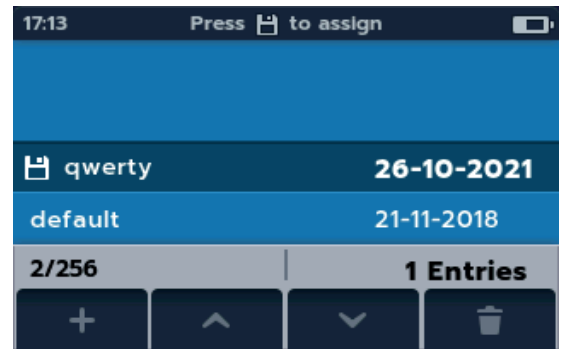 17:13 Press to assign
qwerty 26-10-2021
default 21-11-2018
2/256 1 Entries